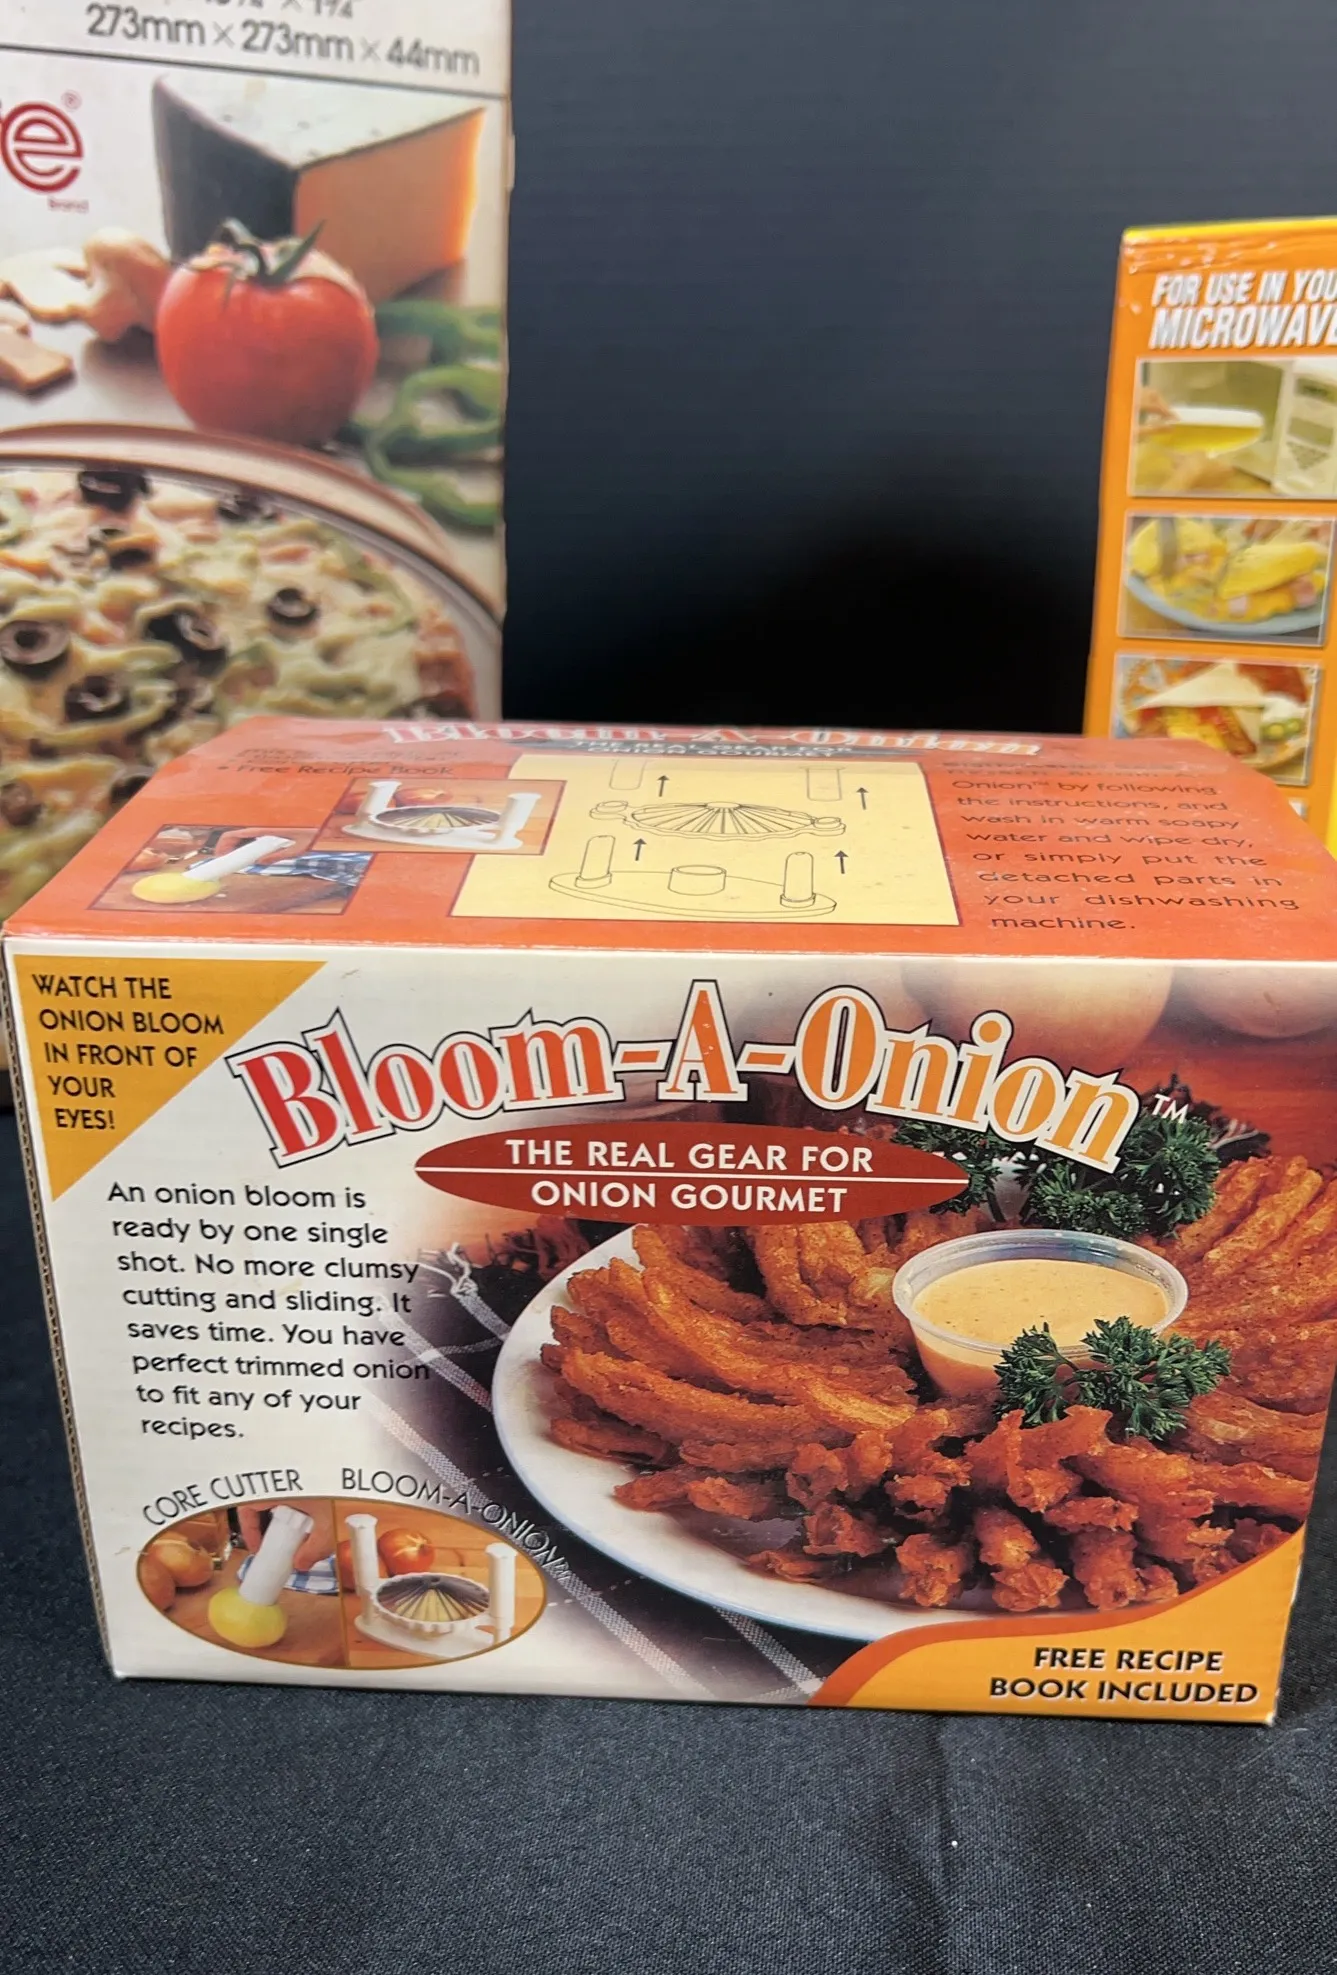 273mm × 273mm × 44mm
e®
Brand
FOR USE IN YOU
MICROWAVE
Bloom-A-Onion
THE REAL GEAR FOR
ONION GOURMET
• Free Recipe Book
Onion™ by following
the instructions, and
wash in warm soapy
water and wipe dry,
or simply put the
detached parts in
your dishwashing
machine.
WATCH THE
ONION BLOOM
IN FRONT OF
YOUR
EYES!
Bloom-A-Onion™
THE REAL GEAR FOR
ONION GOURMET
An onion bloom is
ready by one single
shot. No more clumsy
cutting and sliding. It
saves time. You have
perfect trimmed onion
to fit any of your
recipes.
CORE CUTTER
BLOOM-A-ONION
FREE RECIPE
BOOK INCLUDED